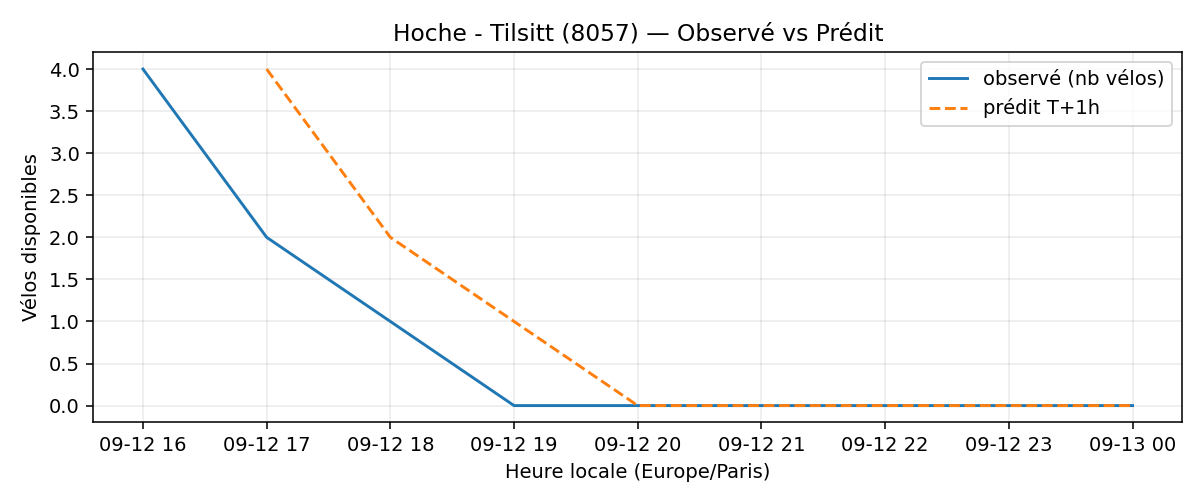 Hoche - Tilsitt (8057) — Observé vs Prédit
observé (nb vélos)
prédit T+1h
Vélos disponibles
4.0
3.5
3.0
2.5
2.0
1.5
1.0
0.5
0.0
09-12 16 09-12 17 09-12 18 09-12 19 09-12 20 09-12 21 09-12 22 09-12 23 09-13 00
Heure locale (Europe/Paris)